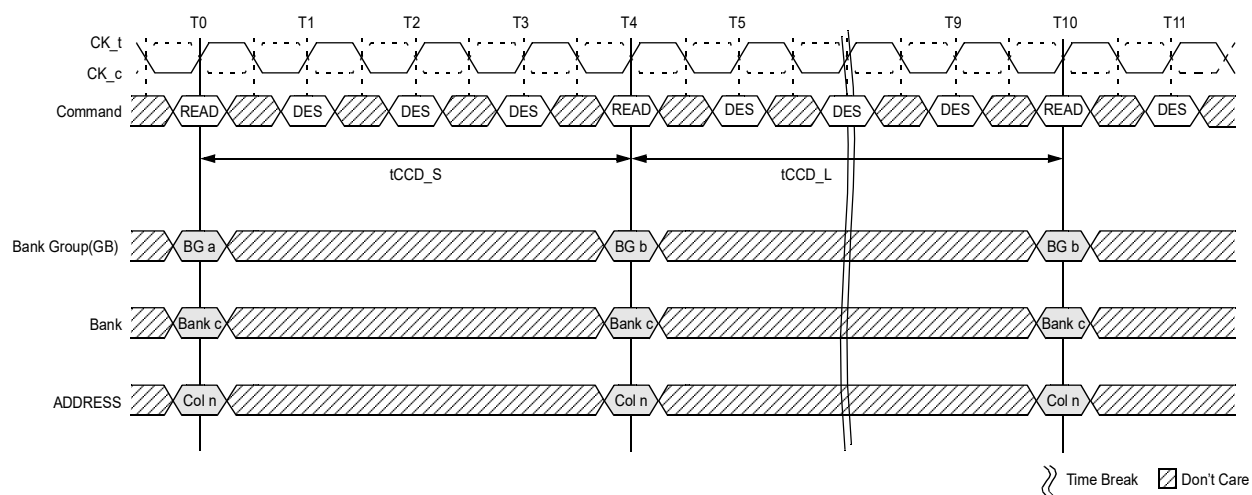 T0 T1 T2 T3 T4 T5 T9 T10 T11
CK_t
CK_c
Command READ DES DES DES READ DES DES DES READ DES
tCCD_S tCCD_L
Bank Group(GB) BG a BG b BG b
Bank Bank c Bank c Bank c
ADDRESS Col n Col n Col n
Time Break Don't Care